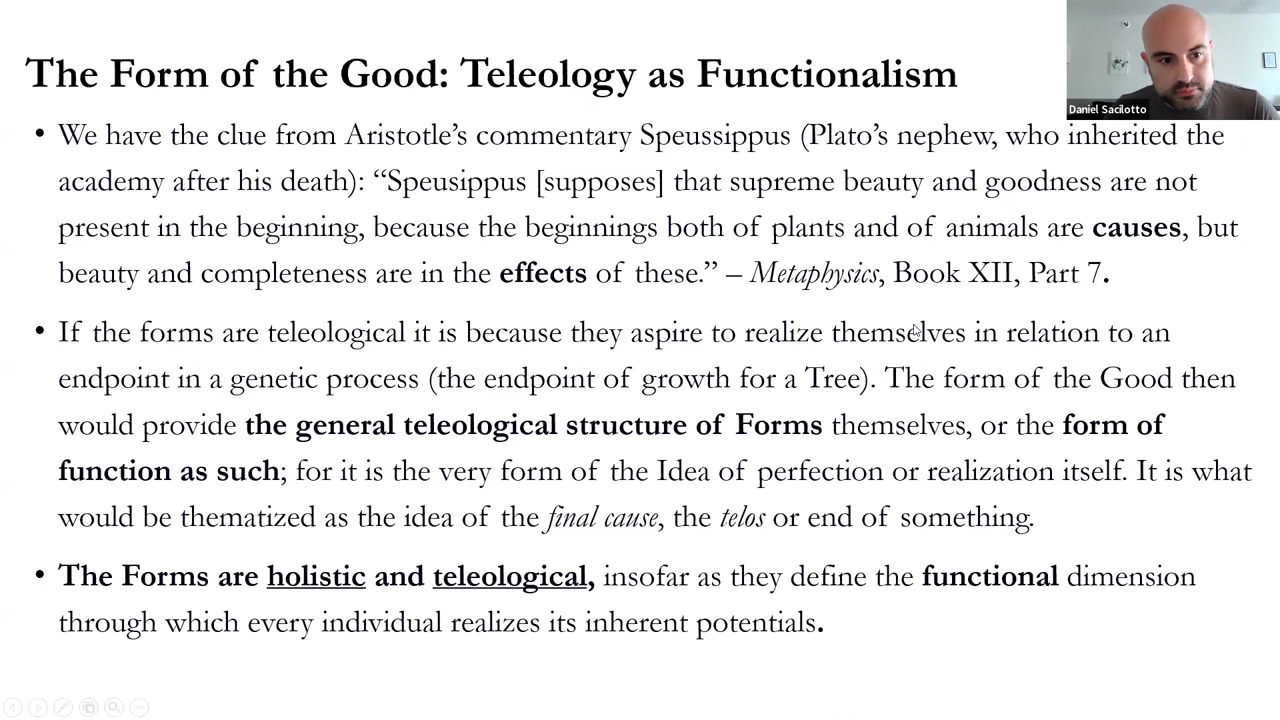 The Form of the Good: Teleology as Functionalism
Daniel Sacilotto
• We have the clue from Aristotle's commentary Speussippus (Plato's nephew, who inherited the
academy after his death): “Speusippus [supposes] that supreme beauty and goodness are not
present in the beginning, because the beginnings both of plants and of animals are causes, but
beauty and completeness are in the effects of these.” – Metaphysics, Book XII, Part 7.
• If the forms are teleological it is because they aspire to realize themselves in relation to an
endpoint in a genetic process (the endpoint of growth for a Tree). The form of the Good then
would provide the general teleological structure of Forms themselves, or the form of
function as such; for it is the very form of the Idea of perfection or realization itself. It is what
would be thematized as the idea of the final cause, the telos or end of something.
• The Forms are holistic and teleological, insofar as they define the functional dimension
through which every individual realizes its inherent potentials.